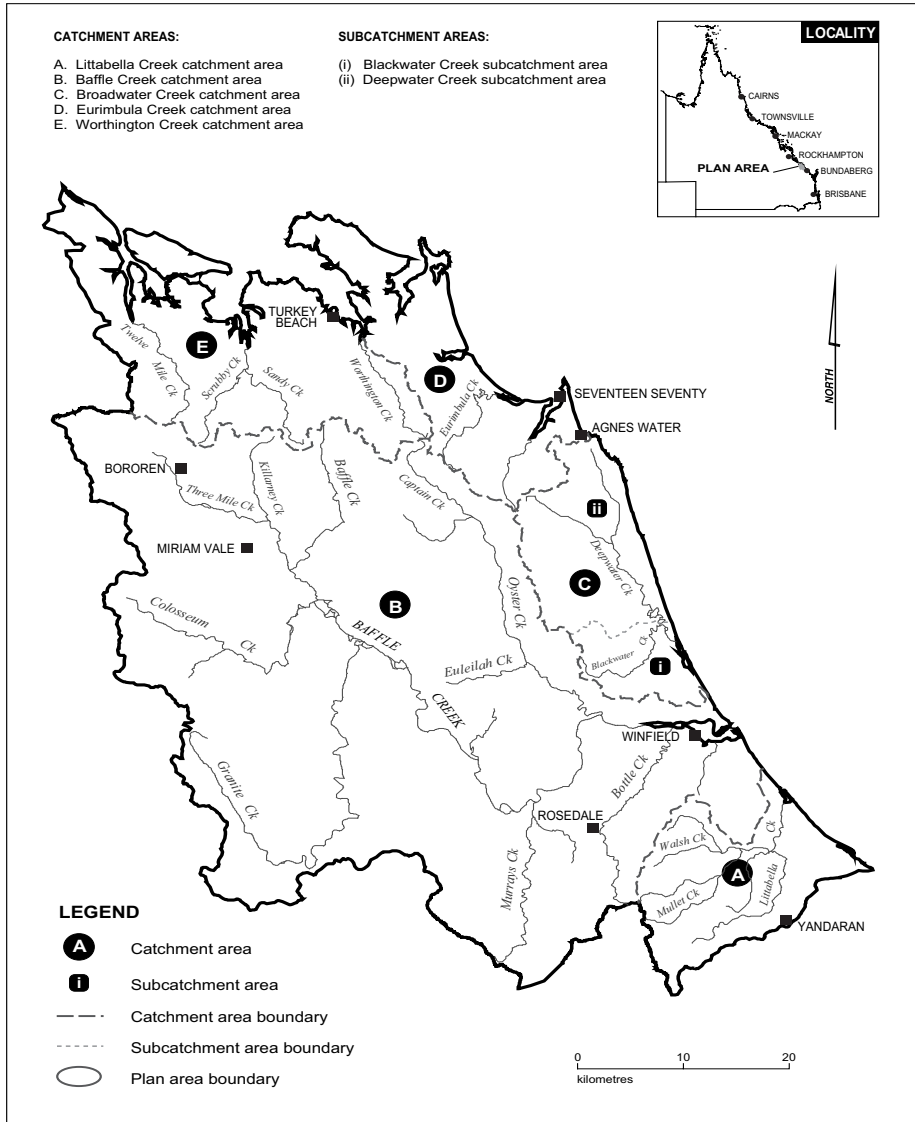 CATCHMENT AREAS:
A. Littabella Creek catchment area
B. Baffle Creek catchment area
C. Broadwater Creek catchment area
D. Eurimbula Creek catchment area
E. Worthington Creek catchment area
SUBCATCHMENT AREAS:
(i) Blackwater Creek subcatchment area
(ii) Deepwater Creek subcatchment area
LOCALITY
CAIRNS
TOWNSVILLE
MACKAY
ROCKHAMPTON
PLAN AREA
BUNDABERG
BRISBANE
NORTH
TURKEY
BEACH
Twelve
Mile Ck
E
Scrubby Ck
Sandy Ck
Worthington Ck
D
Eurimbula Ck
SEVENTEEN SEVENTY
AGNES WATER
BOROREN
Three Mile Ck
Killarney Ck
Baffle Ck
Captain Ck
ii
MIRIAM VALE
Deepwater Ck
C
Oyster Ck
B
Colosseum
Ck
BAFFLE
CREEK
Euleilah Ck
Blackwater
Ck
i
WINFIELD
Granite Ck
Bottle Ck
ROSEDALE
Murrays Ck
Walsh Ck
Mullet Ck
A
Littabella
Ck
YANDARAN
LEGEND
A Catchment area
i Subcatchment area
Catchment area boundary
Subcatchment area boundary
Plan area boundary
0 10 20
kilometres